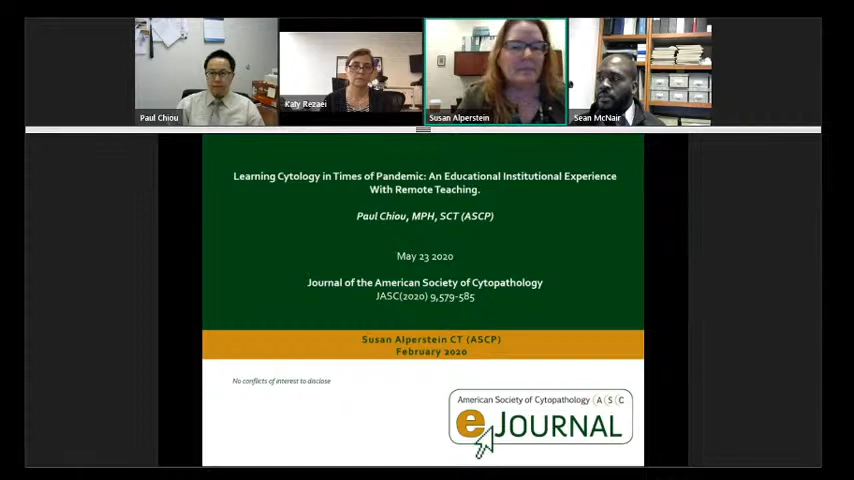 Paul Chiou
Katy Rezaei
Susan Alperstein
Sean McNair
Learning Cytology in Times of Pandemic: An Educational Institutional Experience
With Remote Teaching.
Paul Chiou, MPH, SCT (ASCP)
May 23 2020
Journal of the American Society of Cytopathology
JASC(2020) 9,579-585
Susan Alperstein CT (ASCP)
February 2020
No conflicts of interest to disclose
American Society of Cytopathology ASC
eJOURNAL